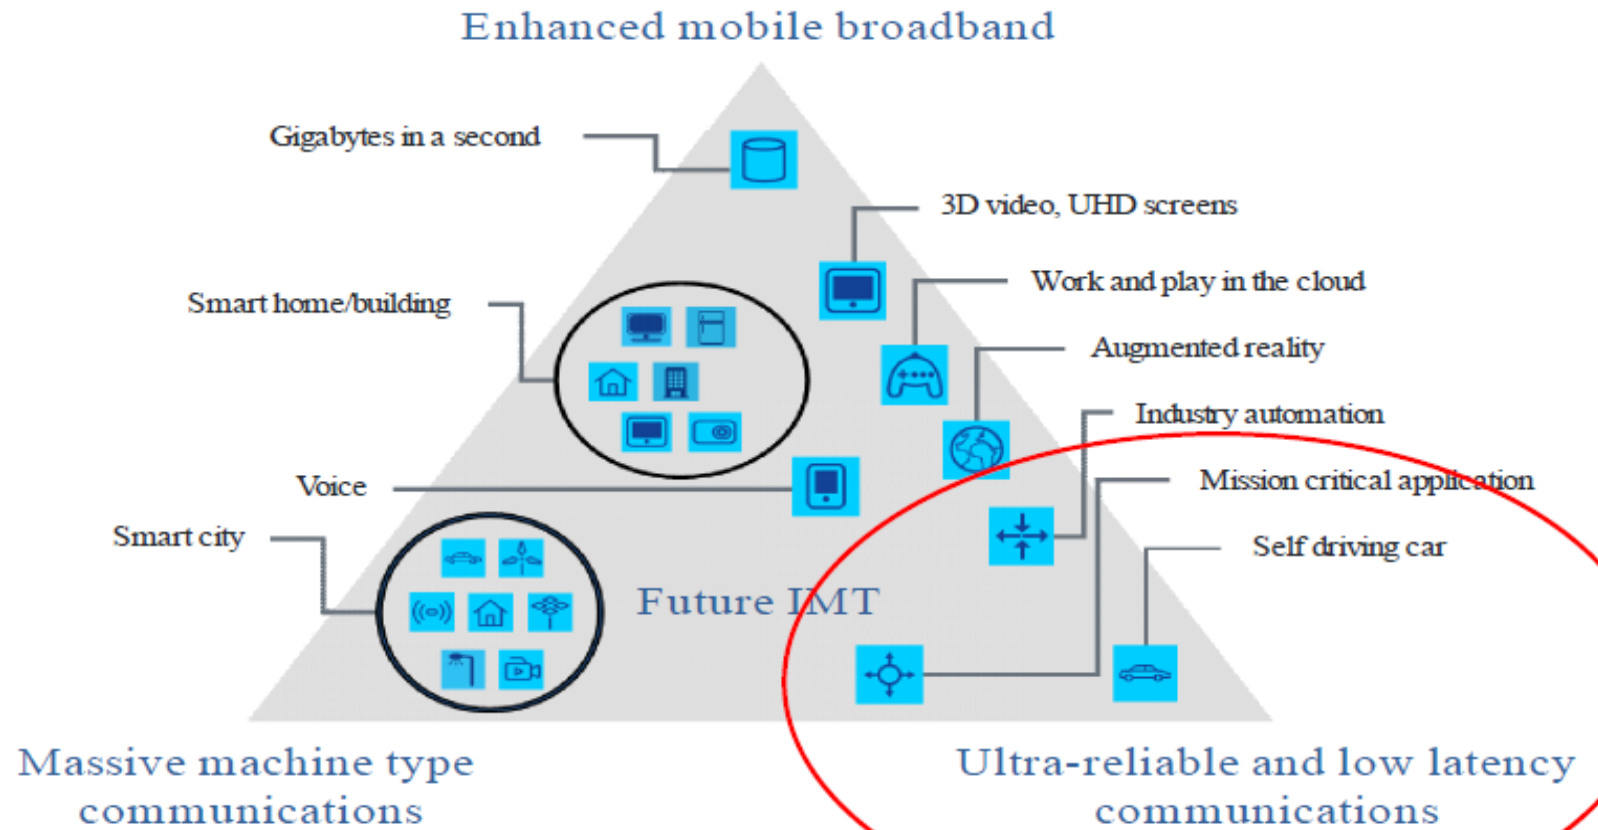 Enhanced mobile broadband
Gigabytes in a second
3D video, UHD screens
Work and play in the cloud
Smart home/building
Augmented reality
Industry automation
Voice
Mission critical application
Smart city
Self driving car
Future IMT
Massive machine type
communications
Ultra-reliable and low latency
communications